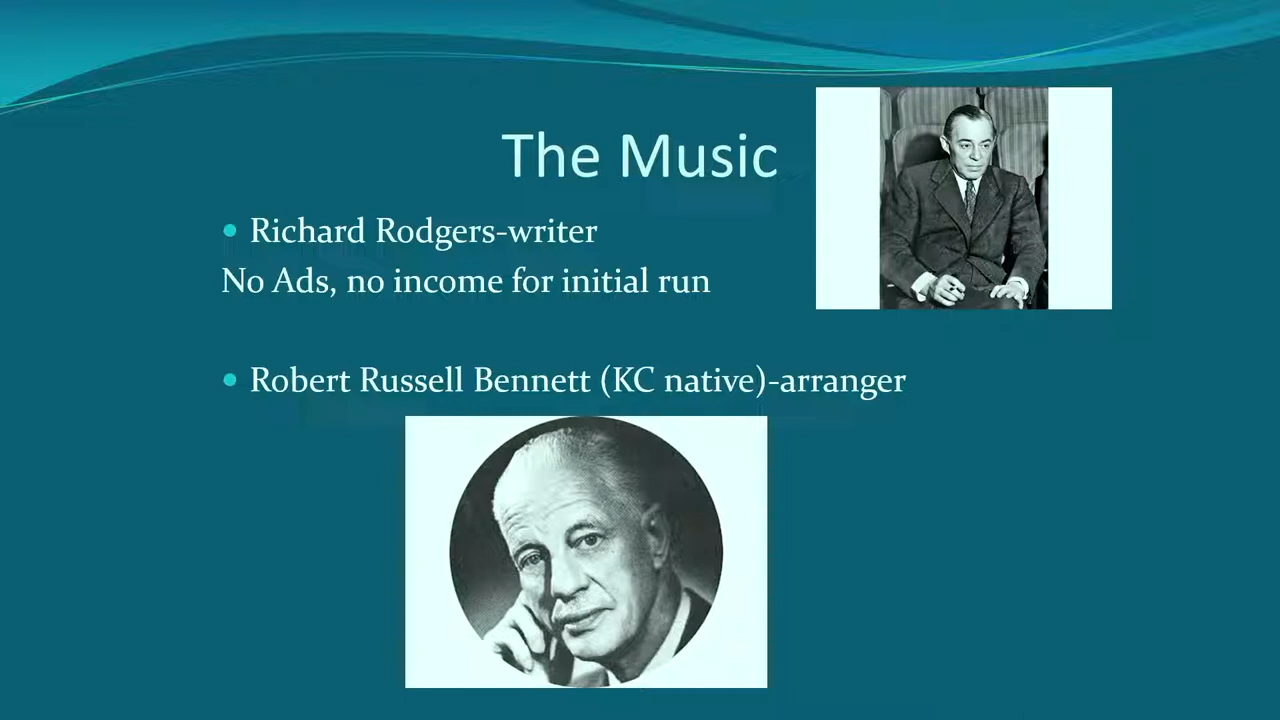 The Music
• Richard Rodgers-writer
No Ads, no income for initial run
• Robert Russell Bennett (KC native)-arranger